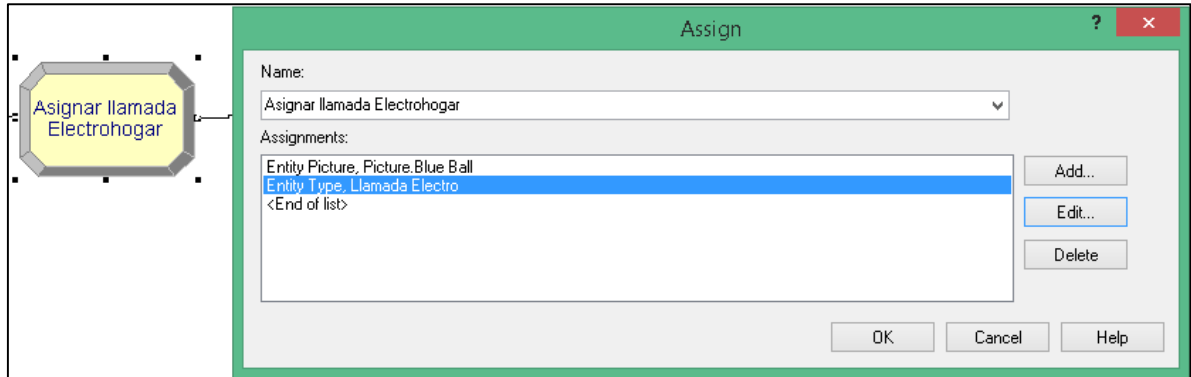 Asignar llamada
Electrohogar
Assign
?
×
Name:
Asignar llamada Electrohogar
Assignments:
Entity Picture, Picture.Blue Ball
Entity Type, Llamada Electro
<End of list>
Add...
Edit...
Delete
OK
Cancel
Help